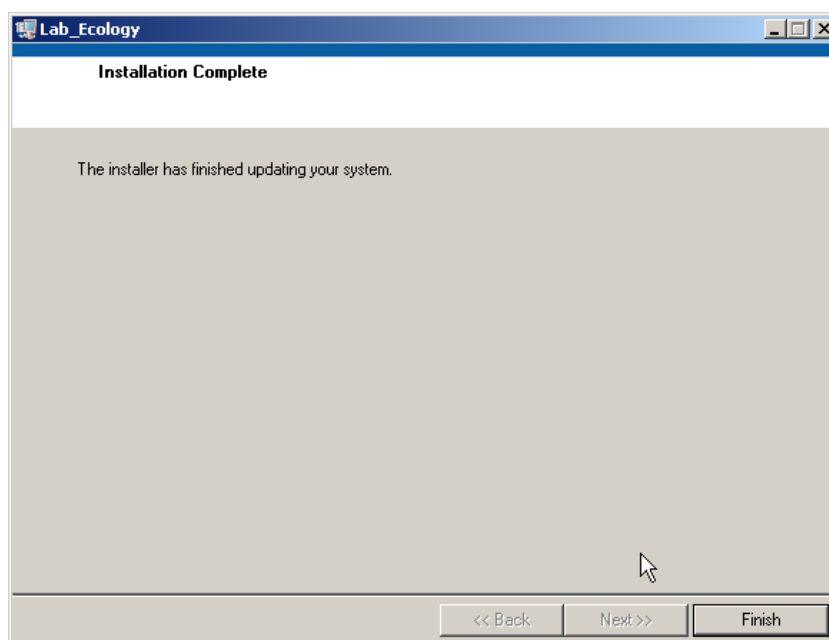 Lab_Ecology
Installation Complete
The installer has finished updating your system.
<< Back
Next >>
Finish